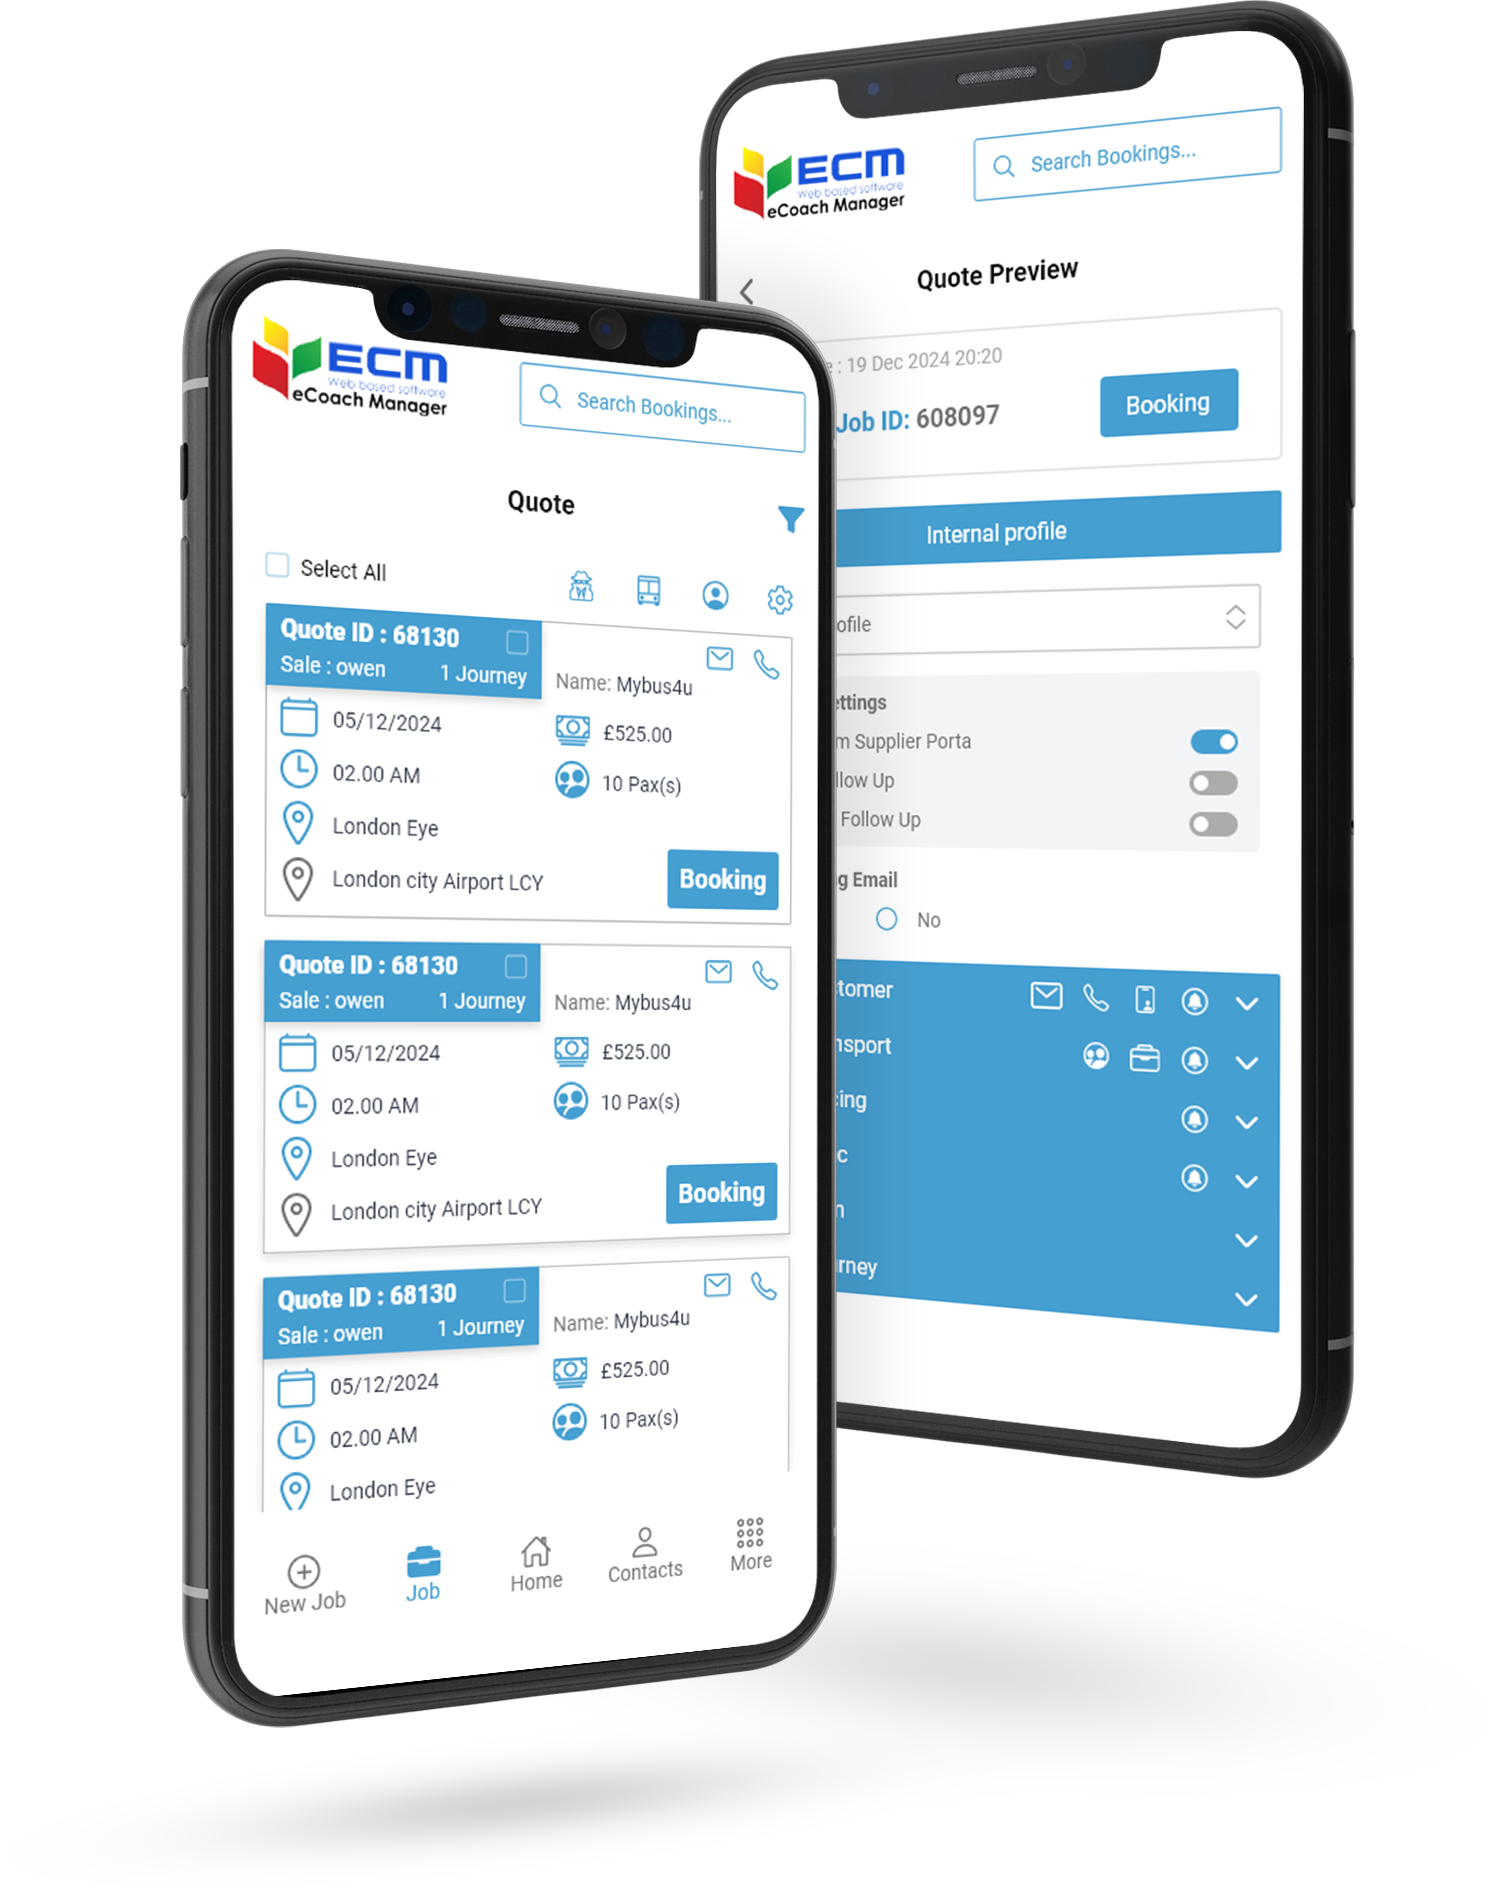 ECM
Web based software
eCoach Manager
Search Bookings...
Quote
Select All
Quote ID : 68130
Sale : owen
1 Journey
Name: Mybus4u
05/12/2024
£525.00
02.00 AM
10 Pax(s)
London Eye
London city Airport LCY
Booking
Quote ID : 68130
Sale : owen
1 Journey
Name: Mybus4u
05/12/2024
£525.00
02.00 AM
10 Pax(s)
London Eye
London city Airport LCY
Booking
Quote ID : 68130
Sale : owen
1 Journey
Name: Mybus4u
05/12/2024
£525.00
02.00 AM
10 Pax(s)
London Eye
New Job
Job
Home
Contacts
More
ECM
Web based software
eCoach Manager
Search Bookings...
Quote Preview
: 19 Dec 2024 20:20
Job ID: 608097
Booking
Internal profile
ofile
ettings
m Supplier Porta
llow Up
Follow Up
g Email
No
tomer
nsport
ing
c
n
rney